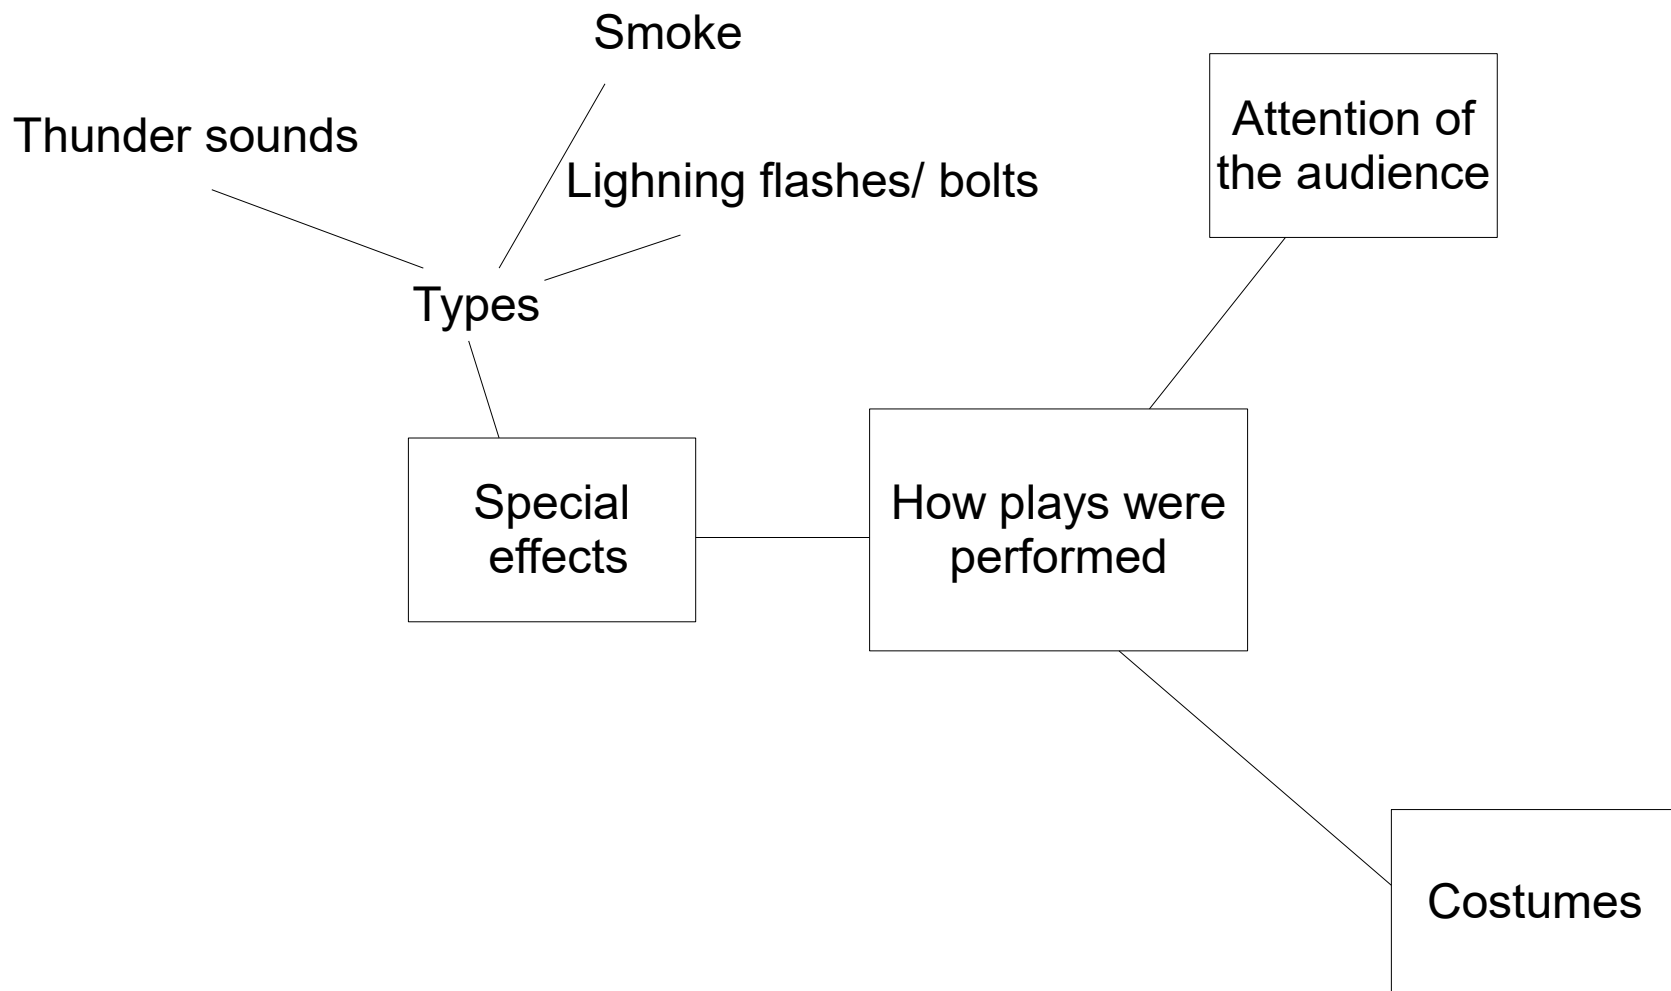 Smoke
Thunder sounds
Lighning flashes/ bolts
Types
Attention of
the audience
Special
effects
How plays were
performed
Costumes